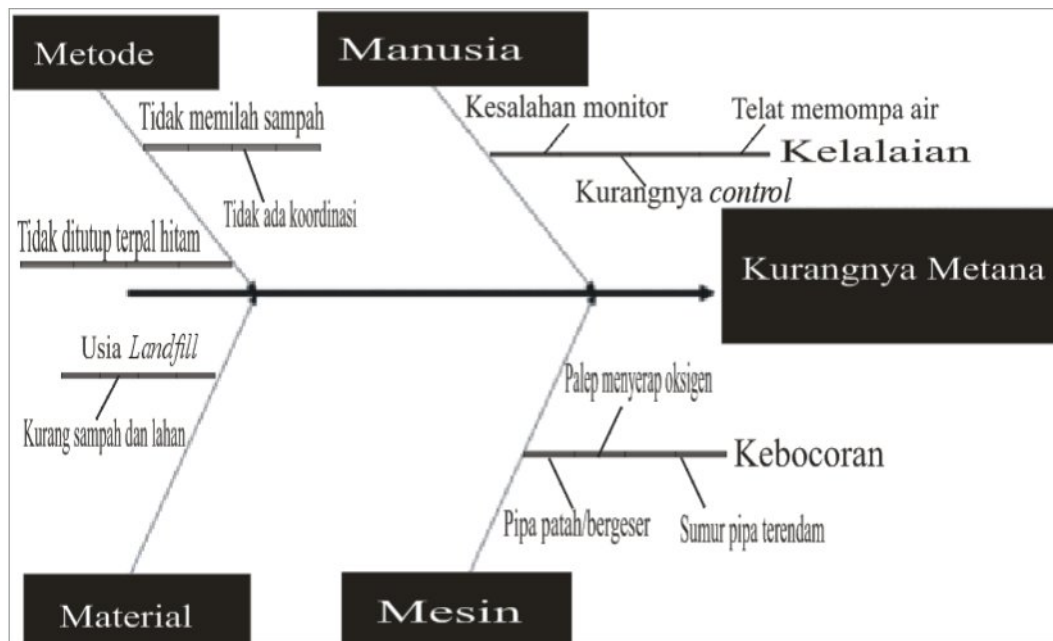 Metode
Manusia
Tidak memilah sampah
Kesalahan monitor
Telat memompa air
Kelalaian
Kurangnya control
Tidak ada koordinasi
Tidak ditutup terpal hitam
Kurangnya Metana
Usia Landfill
Kurang sampah dan lahan
Palep menyerap oksigen
Kebocoran
Pipa patah/bergeser
Sumur pipa terendam
Material
Mesin